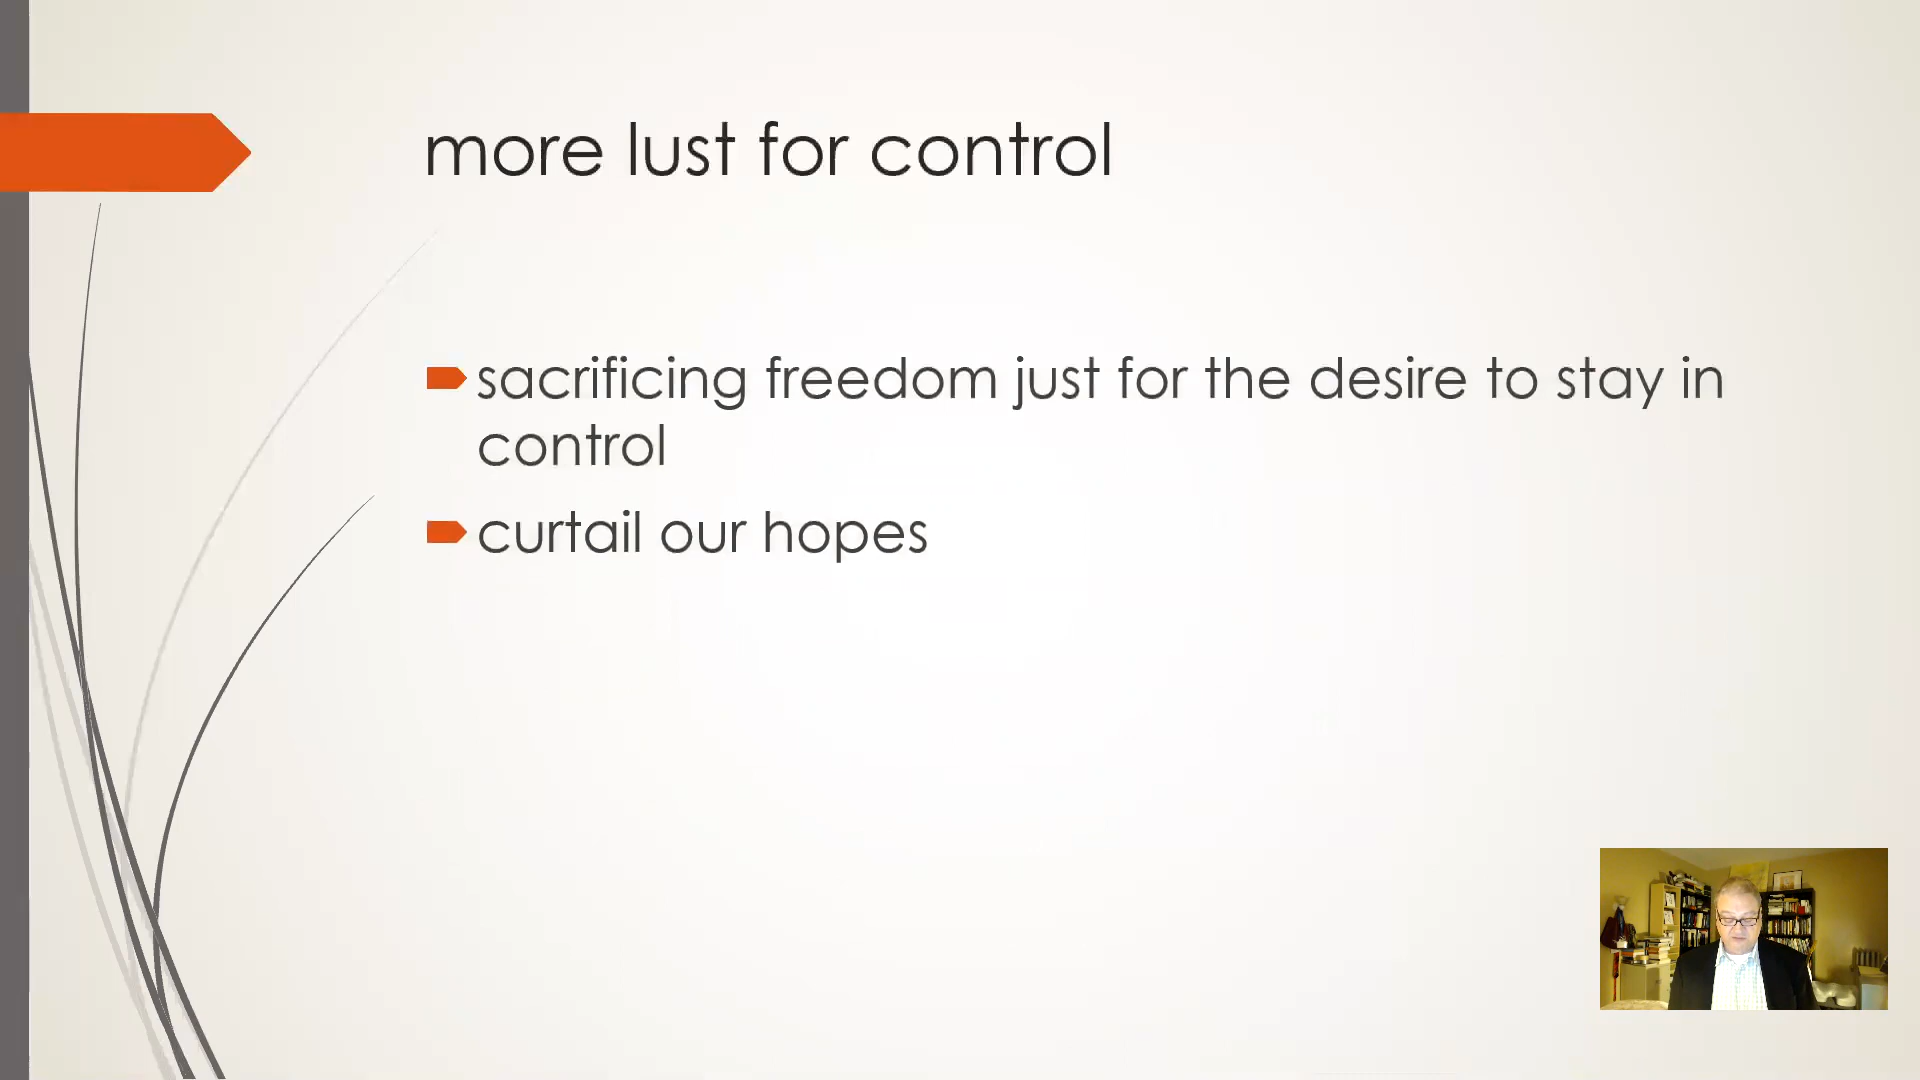 more lust for control
sacrificing freedom just for the desire to stay in
control
curtail our hopes